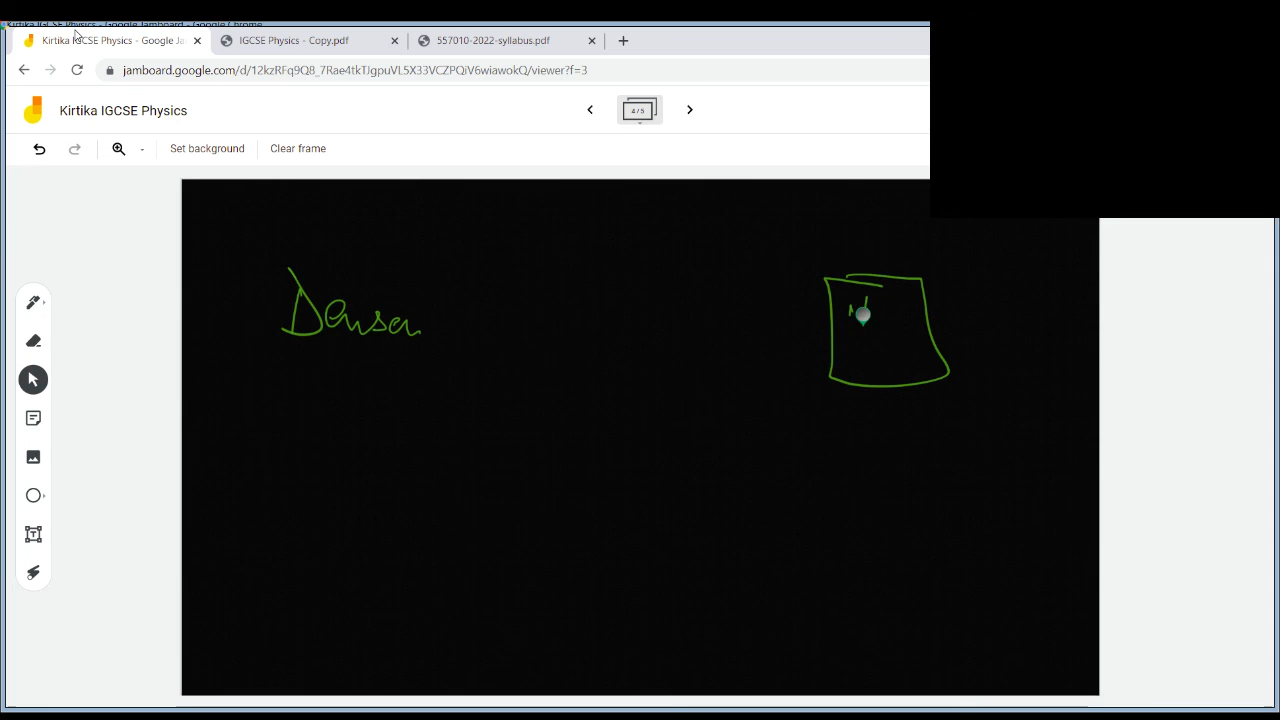 Kirtika IGCSE Physics - Google Jamboard - Google Chrome
Kirtika IGCSE Physics - Google Ja
IGCSE Physics - Copy.pdf
557010-2022-syllabus.pdf
jamboard.google.com/d/12kzRFq9Q8_7Rae4tkTJgpuVL5X33VCZPQiV6wiawokQ/viewer?f=3
Kirtika IGCSE Physics
4 / 5
Set background
Clear frame
Denser